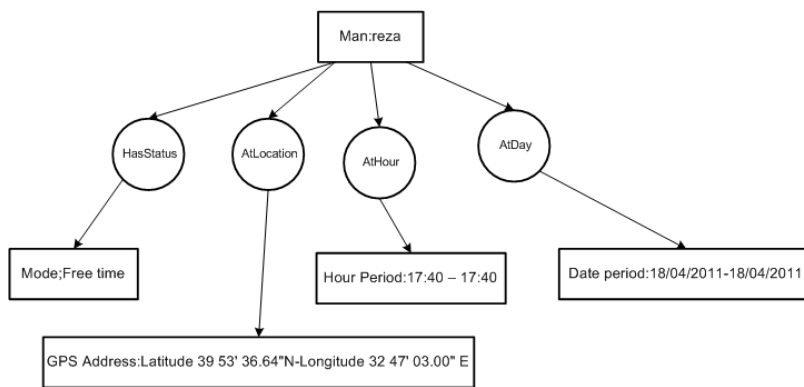 Man:reza
HasStatus
AtLocation
AtHour
AtDay
Mode;Free time
Hour Period:17:40 – 17:40
Date period:18/04/2011-18/04/2011
GPS Address:Latitude 39 53' 36.64"N-Longitude 32 47' 03.00" E